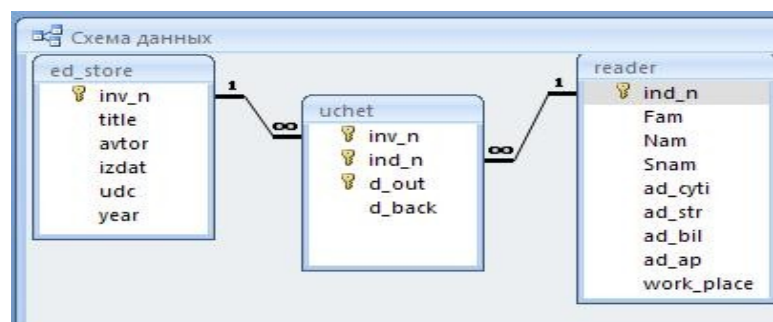 Схема данных
ed_store
inv_n
title
avtor
izdat
udc
year
1
∞
uchet
inv_n
ind_n
d_out
d_back
∞
1
reader
ind_n
Fam
Nam
Snam
ad_cyti
ad_str
ad_bil
ad_ap
work_place